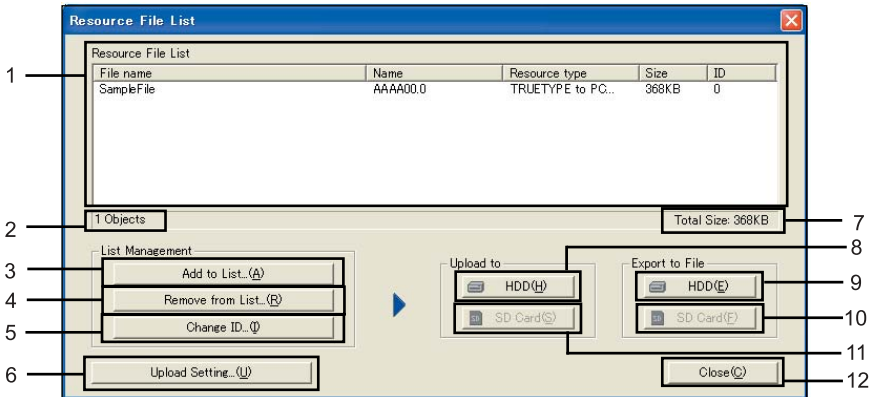 Resource File List
Resource File List
File name Name Resource type Size ID
SampleFile AAAA00.0 TRUETYPE to PC... 368KB 0
1
1 Objects
2
Total Size: 368KB
7
List Management
Upload to
8
Export to File
3
Add to List...(A)
HDD(H)
HDD(E)
9
4
Remove from List...(R)
SD Card(S)
SD Card(F)
10
5
Change ID...(I)
11
6
Upload Setting...(U)
Close(C)
12